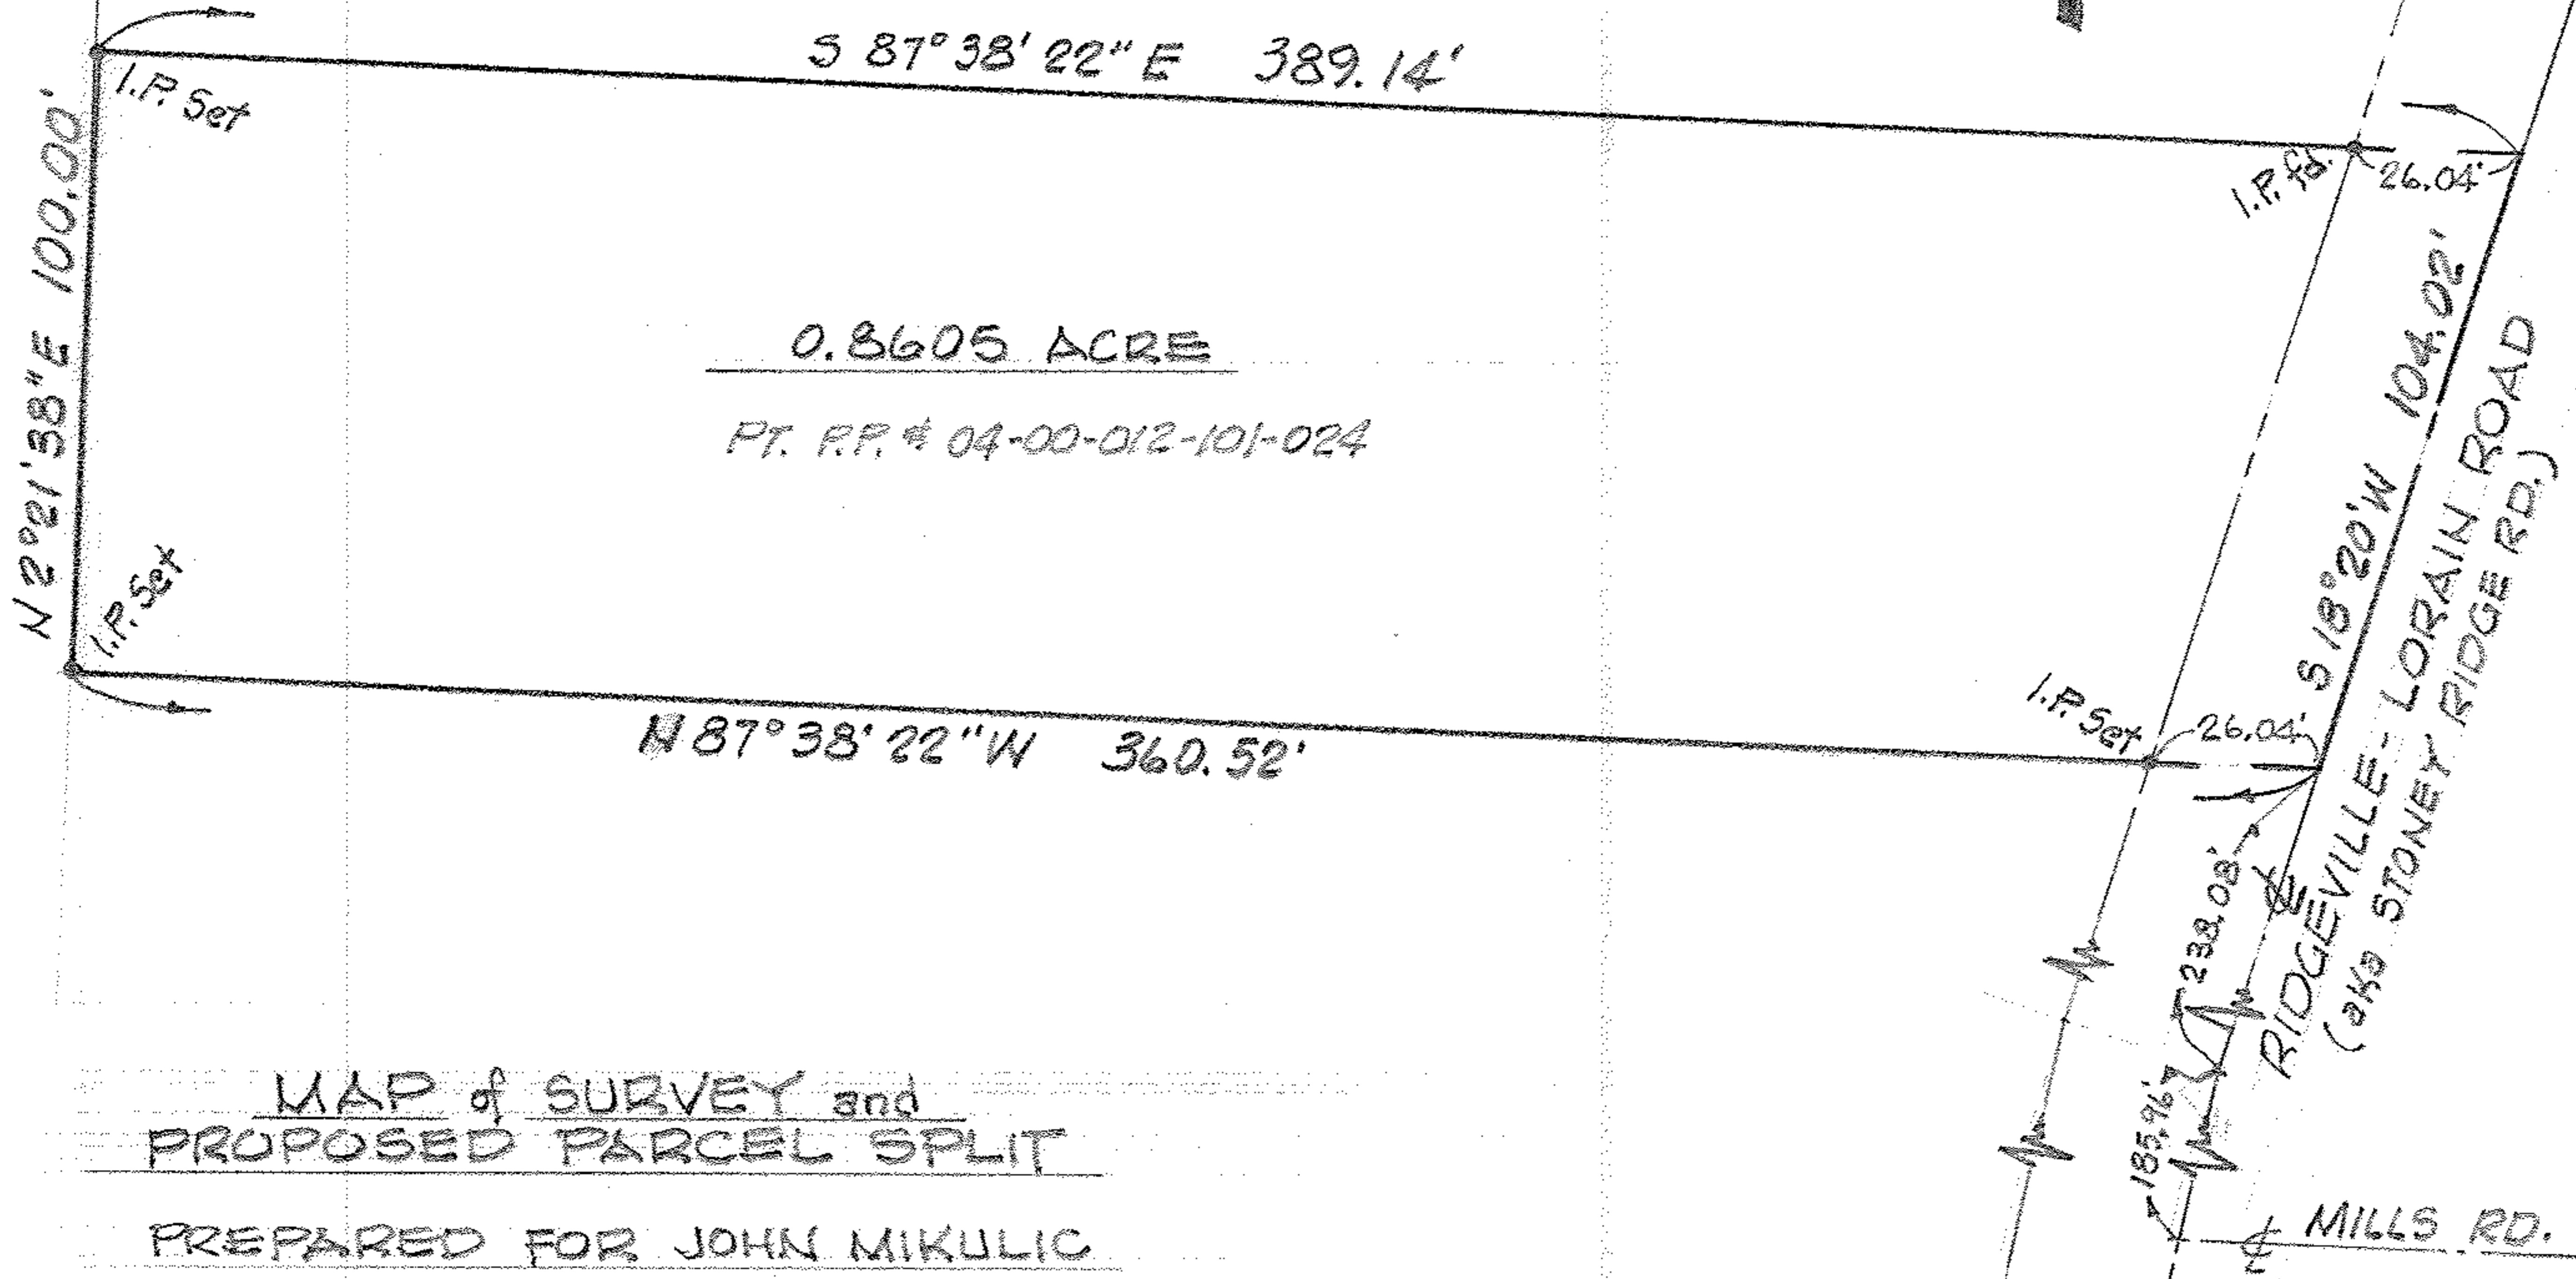 S 87°38'22" E 389.14'
I.P. Set
N 2°21'38" E 100.00'
I.P. fd.
26.04'
0.8605 ACRE
PT. P.P. # 04-00-012-101-024
S 18°20' W 104.02'
RIDGEVILLE - LORAIN ROAD
(aka STONEY RIDGE RD.)
I.P. Set
I.P. Set
26.04'
N 87°38'22" W 360.52'
238.08'
℄
185.96'
MAP of SURVEY and
PROPOSED PARCEL SPLIT
PREPARED FOR JOHN MIKULIC
℄ MILLS RD.